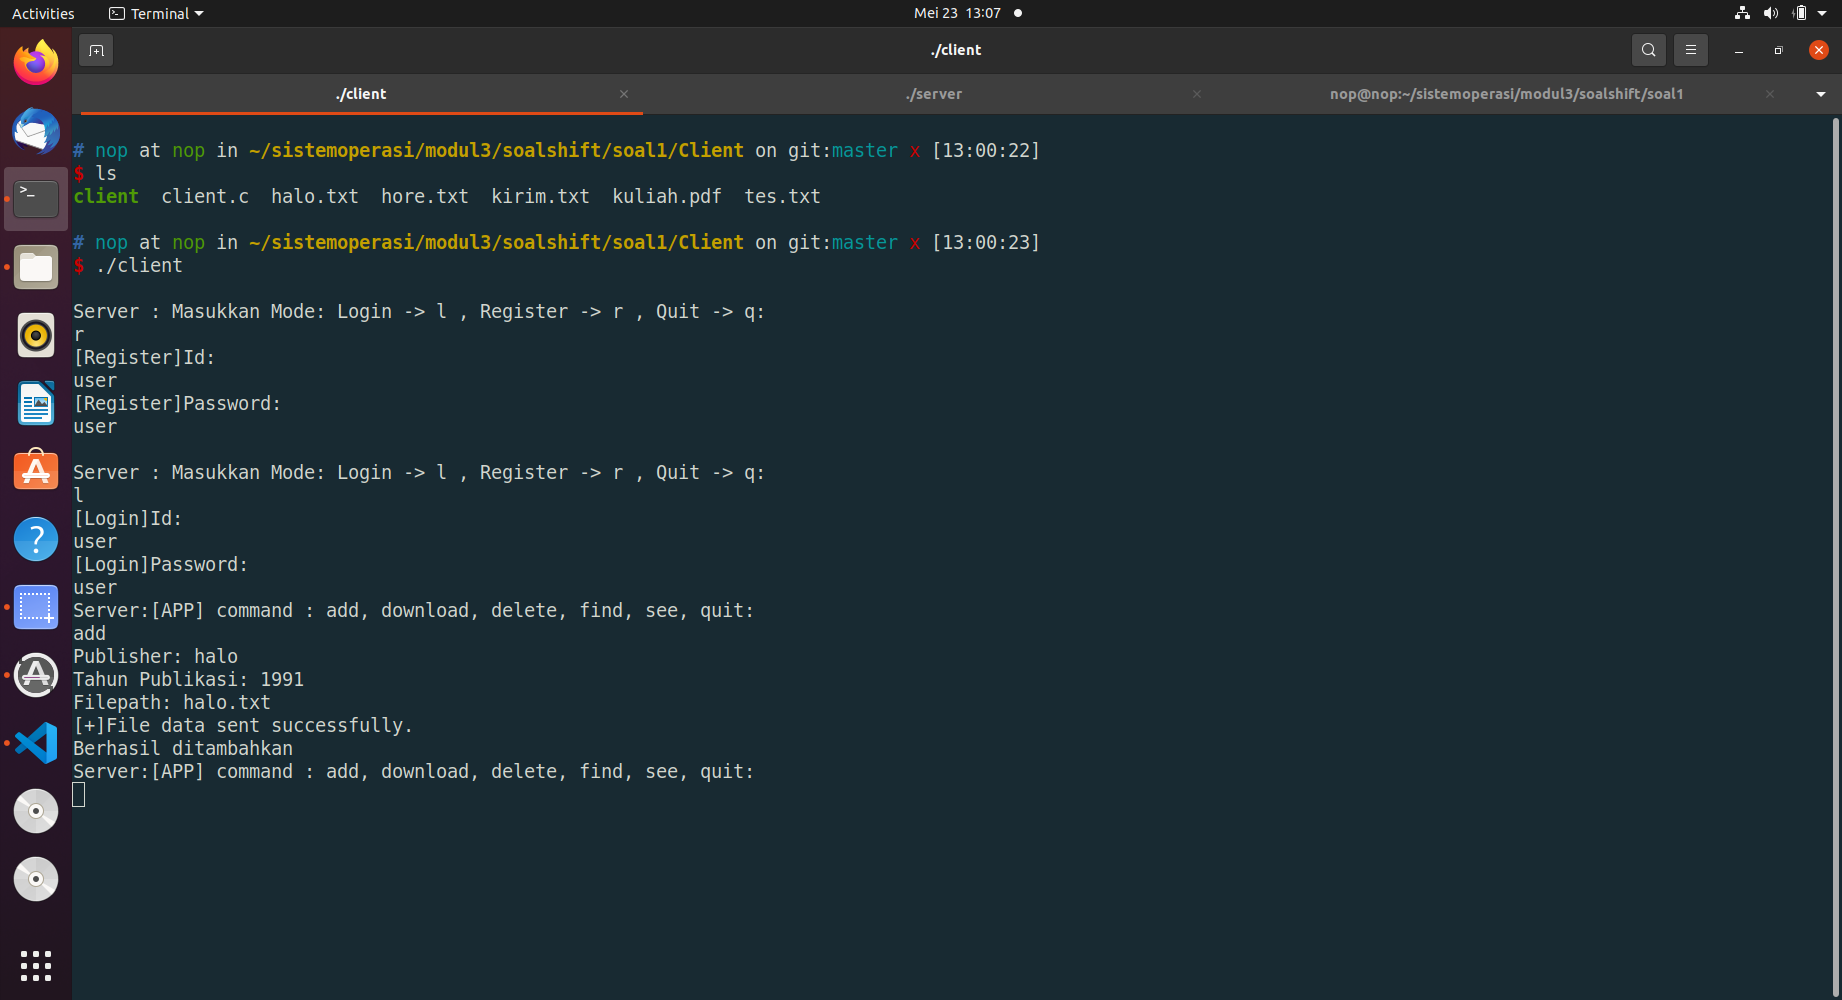 Activities Terminal Mei 23 13:07
./client
./client ./server nop@nop:~/sistemoperasi/modul3/soalshift/soal1
# nop at nop in ~/sistemoperasi/modul3/soalshift/soal1/Client on git:master x [13:00:22]
$ ls
client client.c halo.txt hore.txt kirim.txt kuliah.pdf tes.txt
# nop at nop in ~/sistemoperasi/modul3/soalshift/soal1/Client on git:master x [13:00:23]
$ ./client
Server : Masukkan Mode: Login -> l , Register -> r , Quit -> q:
r
[Register]Id:
user
[Register]Password:
user
Server : Masukkan Mode: Login -> l , Register -> r , Quit -> q:
l
[Login]Id:
user
[Login]Password:
user
Server:[APP] command : add, download, delete, find, see, quit:
add
Publisher: halo
Tahun Publikasi: 1991
Filepath: halo.txt
[+]File data sent successfully.
Berhasil ditambahkan
Server:[APP] command : add, download, delete, find, see, quit: